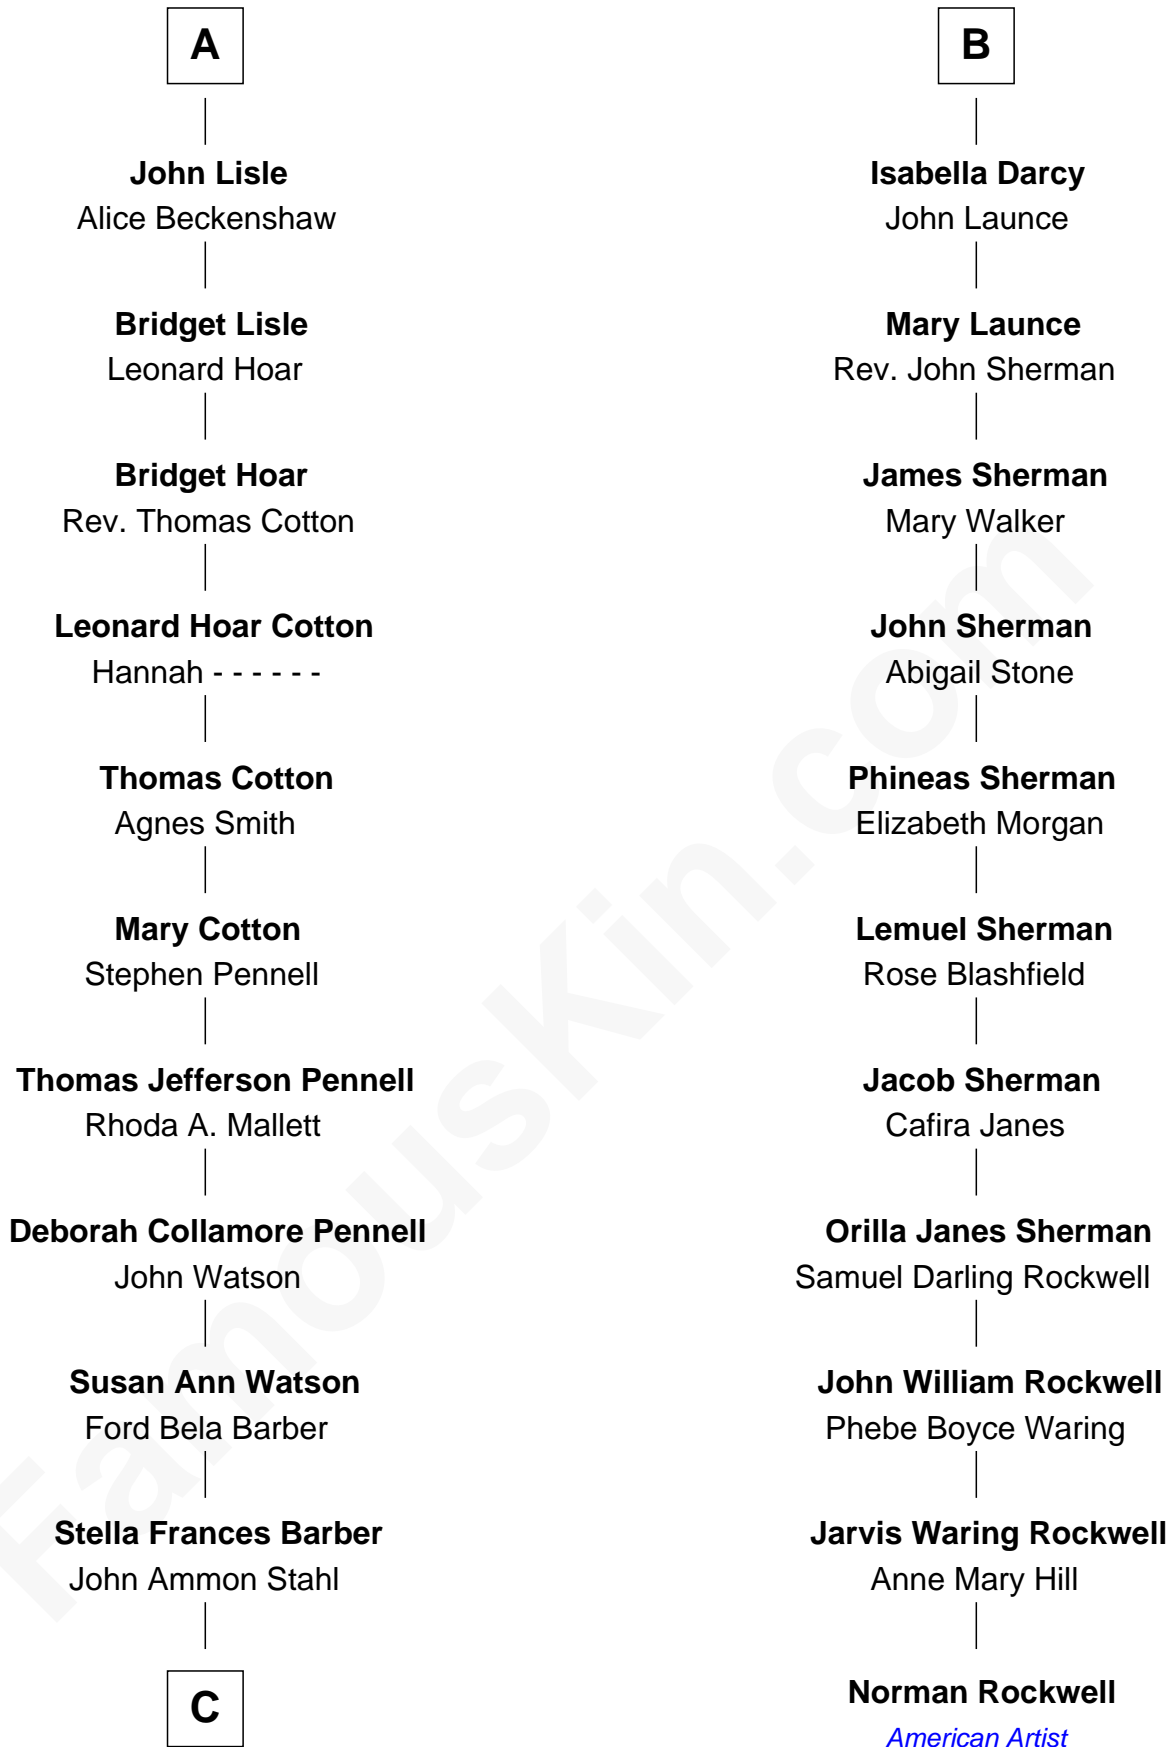 A
John Lisle
Alice Beckenshaw
Bridget Lisle
Leonard Hoar
Bridget Hoar
Rev. Thomas Cotton
Leonard Hoar Cotton
Hannah - - - - - -
Thomas Cotton
Agnes Smith
Mary Cotton
Stephen Pennell
Thomas Jefferson Pennell
Rhoda A. Mallett
Deborah Collamore Pennell
John Watson
Susan Ann Watson
Ford Bela Barber
Stella Frances Barber
John Ammon Stahl
C
B
Isabella Darcy
John Launce
Mary Launce
Rev. John Sherman
James Sherman
Mary Walker
John Sherman
Abigail Stone
Phineas Sherman
Elizabeth Morgan
Lemuel Sherman
Rose Blashfield
Jacob Sherman
Cafira Janes
Orilla Janes Sherman
Samuel Darling Rockwell
John William Rockwell
Phebe Boyce Waring
Jarvis Waring Rockwell
Anne Mary Hill
Norman Rockwell
American Artist
FamousKin.com